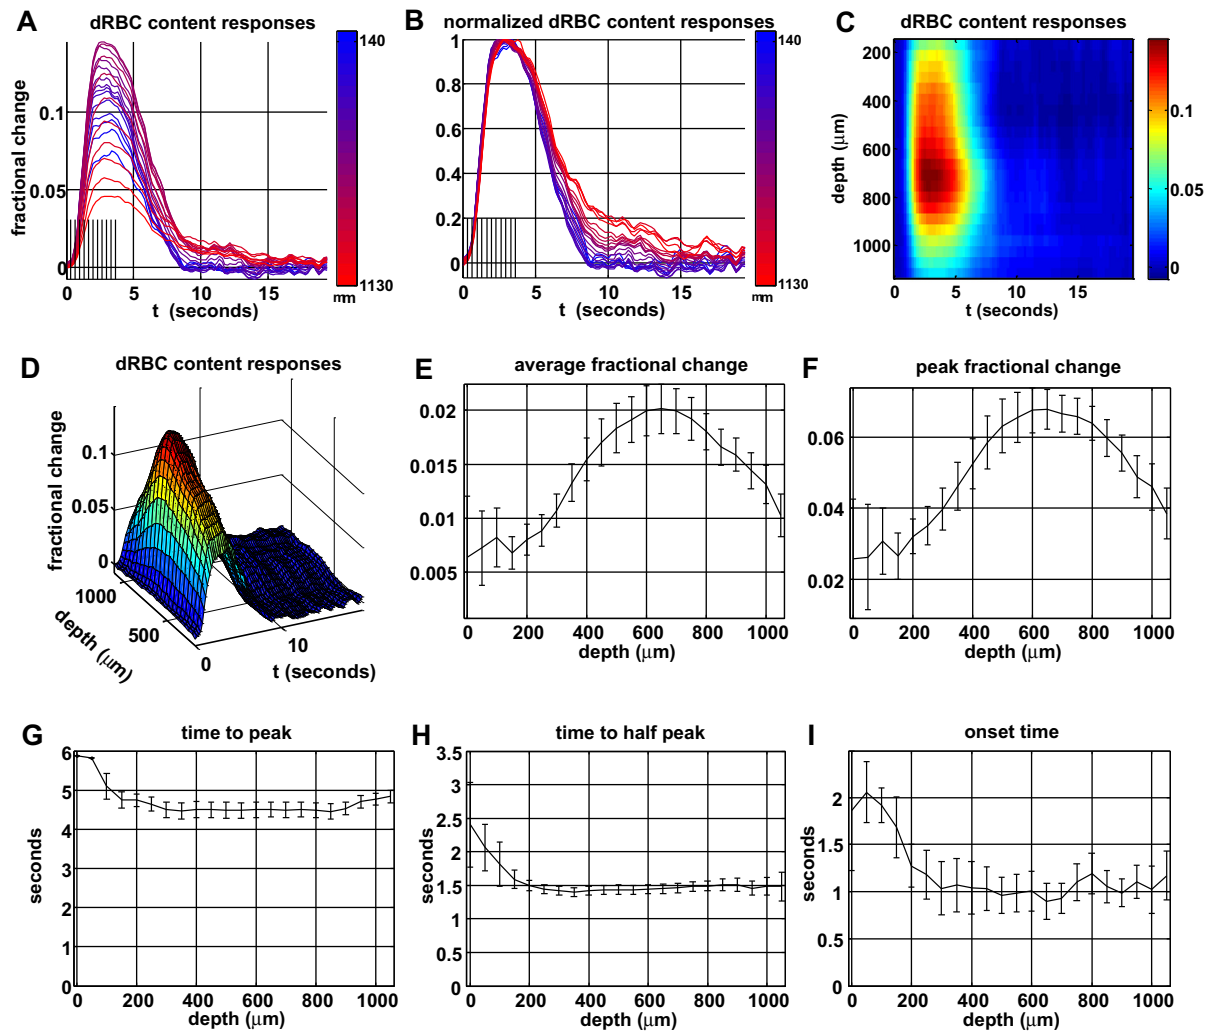 A
dRBC content responses
fractional change
0.1
0.05
0
0 5 10 15
t (seconds)
140
1130
mm
B
normalized dRBC content responses
1
0.8
0.6
0.4
0.2
0
0 5 10 15
t (seconds)
140
1130
mm
C
dRBC content responses
depth (μm)
200
400
600
800
1000
0 5 10 15
t (seconds)
0.1
0.05
0
D
dRBC content responses
fractional change
0.1
0.05
0
1000
500
depth (μm)
0
10
t (seconds)
E
average fractional change
0.02
0.015
0.01
0.005
0 200 400 600 800 1000
depth (μm)
F
peak fractional change
0.06
0.04
0.02
0 200 400 600 800 1000
depth (μm)
G
time to peak
seconds
6
5
4
3
2
1
0
0 200 400 600 800 1000
depth (μm)
H
time to half peak
seconds
3.5
3
2.5
2
1.5
1
0.5
0
0 200 400 600 800 1000
depth (μm)
I
onset time
seconds
2
1.5
1
0.5
0
0 200 400 600 800 1000
depth (μm)